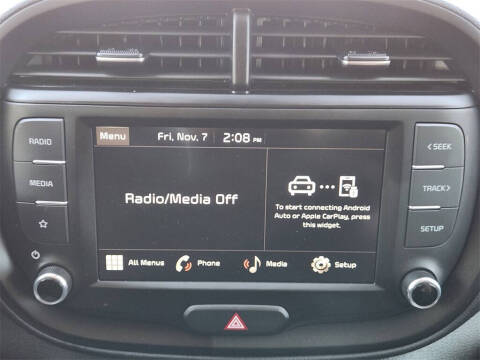 RADIO
MEDIA
Menu
Fri, Nov. 7
2:08 PM
Radio/Media Off
To start connecting Android
Auto or Apple CarPlay, press
this widget.
All Menus
Phone
Media
Setup
< SEEK
TRACK >
SETUP